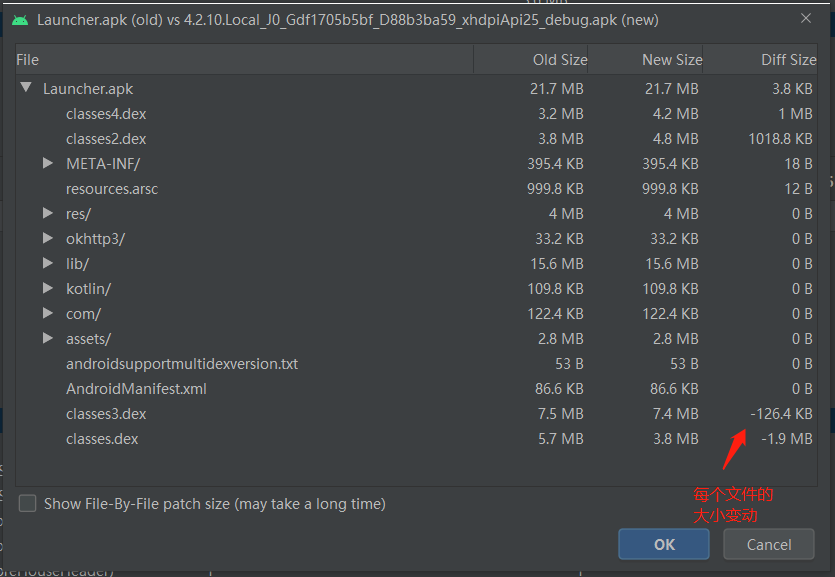 Launcher.apk (old) vs 4.2.10.Local_J0_Gdf1705b5bf_D88b3ba59_xhdpiApi25_debug.apk (new)
File Old Size New Size Diff Size
Launcher.apk 21.7 MB 21.7 MB 3.8 KB
classes4.dex 3.2 MB 4.2 MB 1 MB
classes2.dex 3.8 MB 4.8 MB 1018.8 KB
META-INF/ 395.4 KB 395.4 KB 18 B
resources.arsc 999.8 KB 999.8 KB 12 B
res/ 4 MB 4 MB 0 B
okhttp3/ 33.2 KB 33.2 KB 0 B
lib/ 15.6 MB 15.6 MB 0 B
kotlin/ 109.8 KB 109.8 KB 0 B
com/ 122.4 KB 122.4 KB 0 B
assets/ 2.8 MB 2.8 MB 0 B
androidsupportmultidexversion.txt 53 B 53 B 0 B
AndroidManifest.xml 86.6 KB 86.6 KB 0 B
classes3.dex 7.5 MB 7.4 MB -126.4 KB
classes.dex 5.7 MB 3.8 MB -1.9 MB
Show File-By-File patch size (may take a long time)
每个文件的
大小变动
OK Cancel